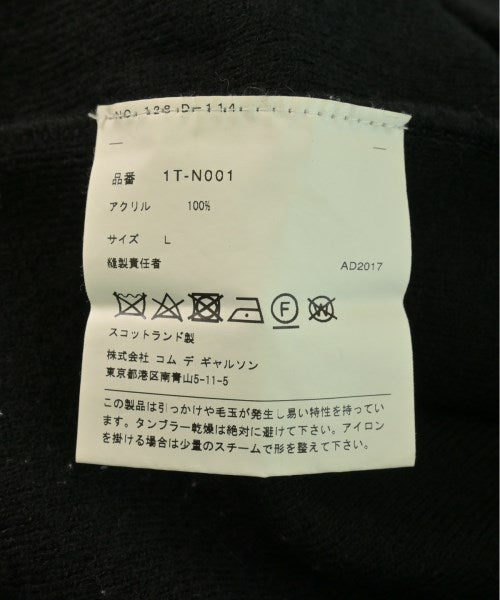 NO. 128 D-114
品番 1T-N001
アクリル 100%
サイズ L
縫製責任者 AD2017
スコットランド製
株式会社 コム デ ギャルソン
東京都港区南青山5-11-5
この製品は引っかけや毛玉が発生し易い特性を持ってい
ます。タンブラー乾燥は絶対に避けて下さい。アイロン
を掛ける場合は少量のスチームで形を整えて下さい。